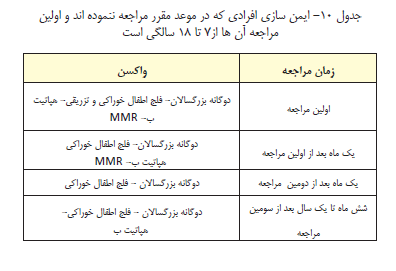 جدول ۱۰- ایمن سازی افرادی که در موعد مقرر مراجعه ننموده اند و اولین
مراجعه آن ها از۷ تا ۱۸ سالگی است
زمان مراجعه
واکسن
اولین مراجعه
دوگانه بزرگسالان- فلج اطفال خوراکی و تزریقی- هپاتیت
ب- MMR
یک ماه بعد از اولین مراجعه
دوگانه بزرگسالان- فلج اطفال خوراکی
هپاتیت ب- MMR
یک ماه بعد از دومین مراجعه
دوگانه بزرگسالان - فلج اطفال خوراکی
شش ماه تا یک سال بعد از سومین
مراجعه
دوگانه بزرگسالان - فلج اطفال خوراکی-
هپاتیت ب